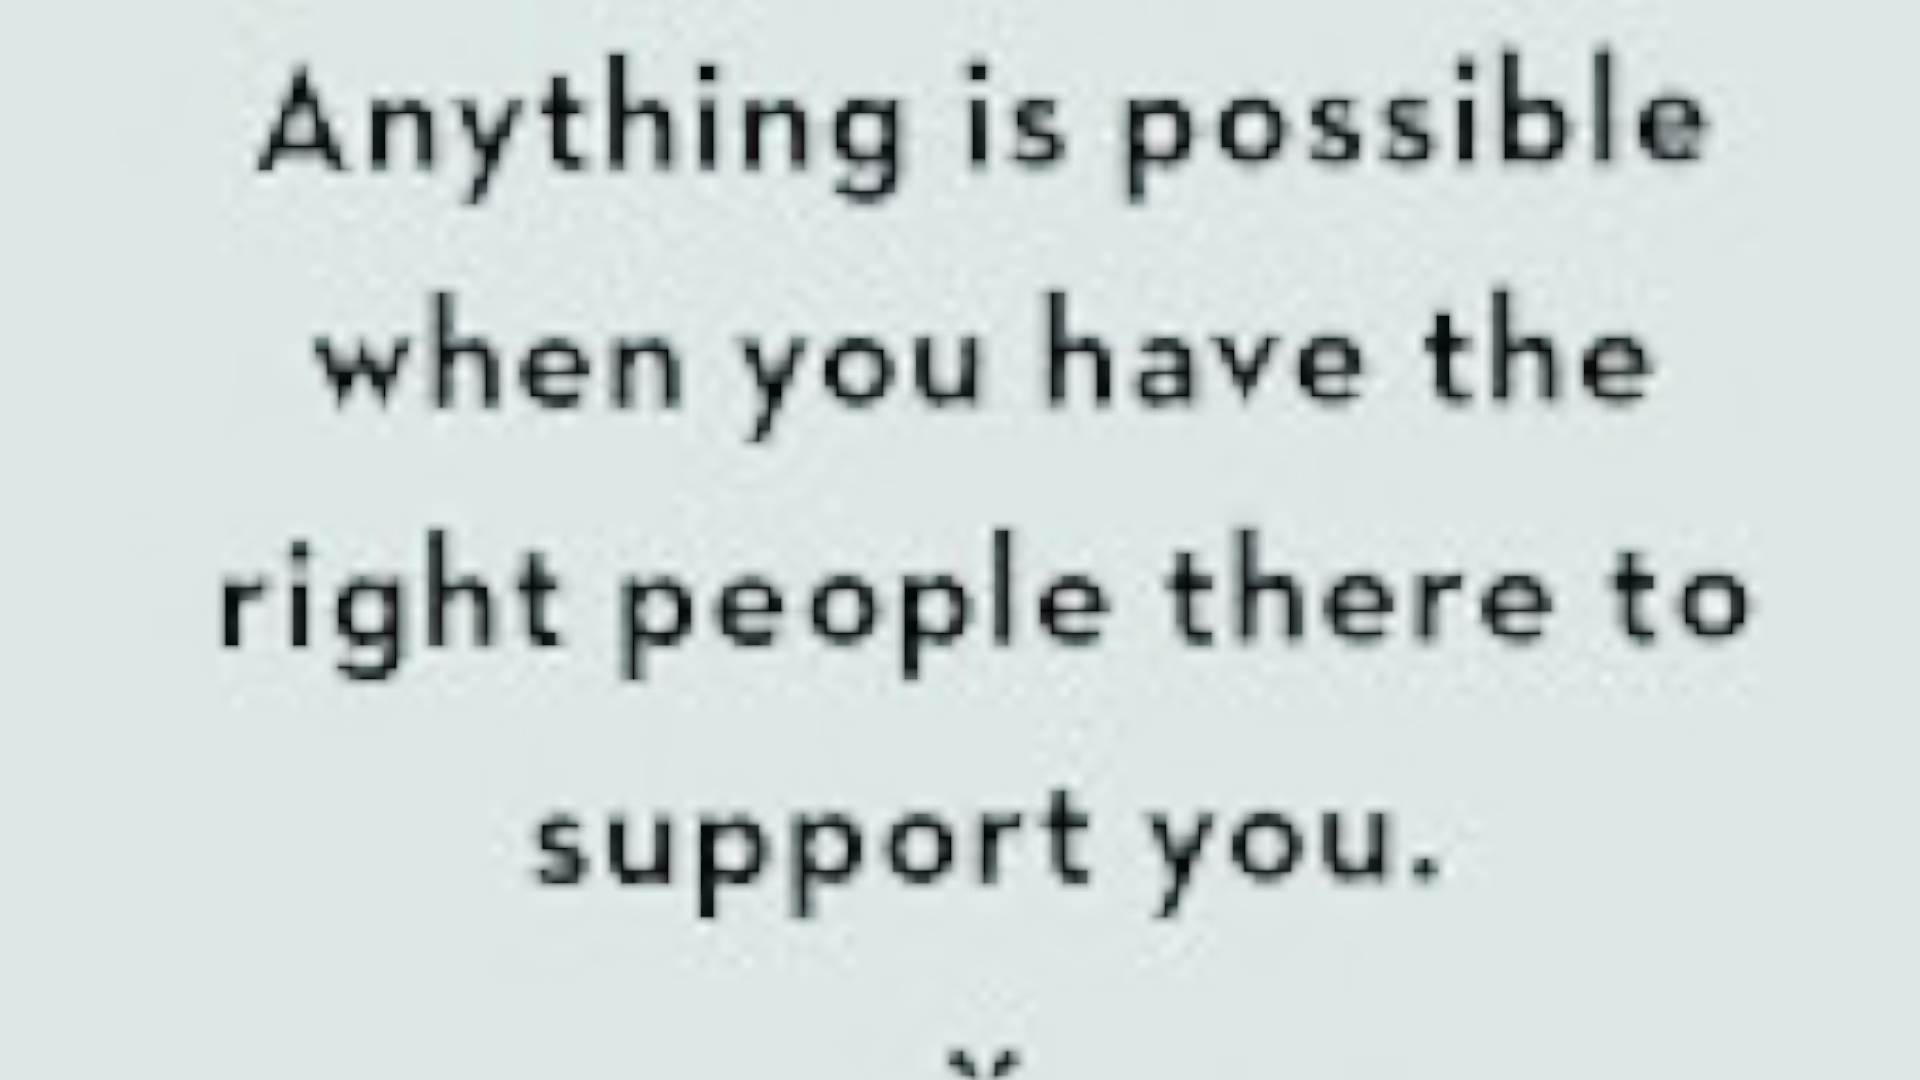 Anything is possible
when you have the
right people there to
support you.